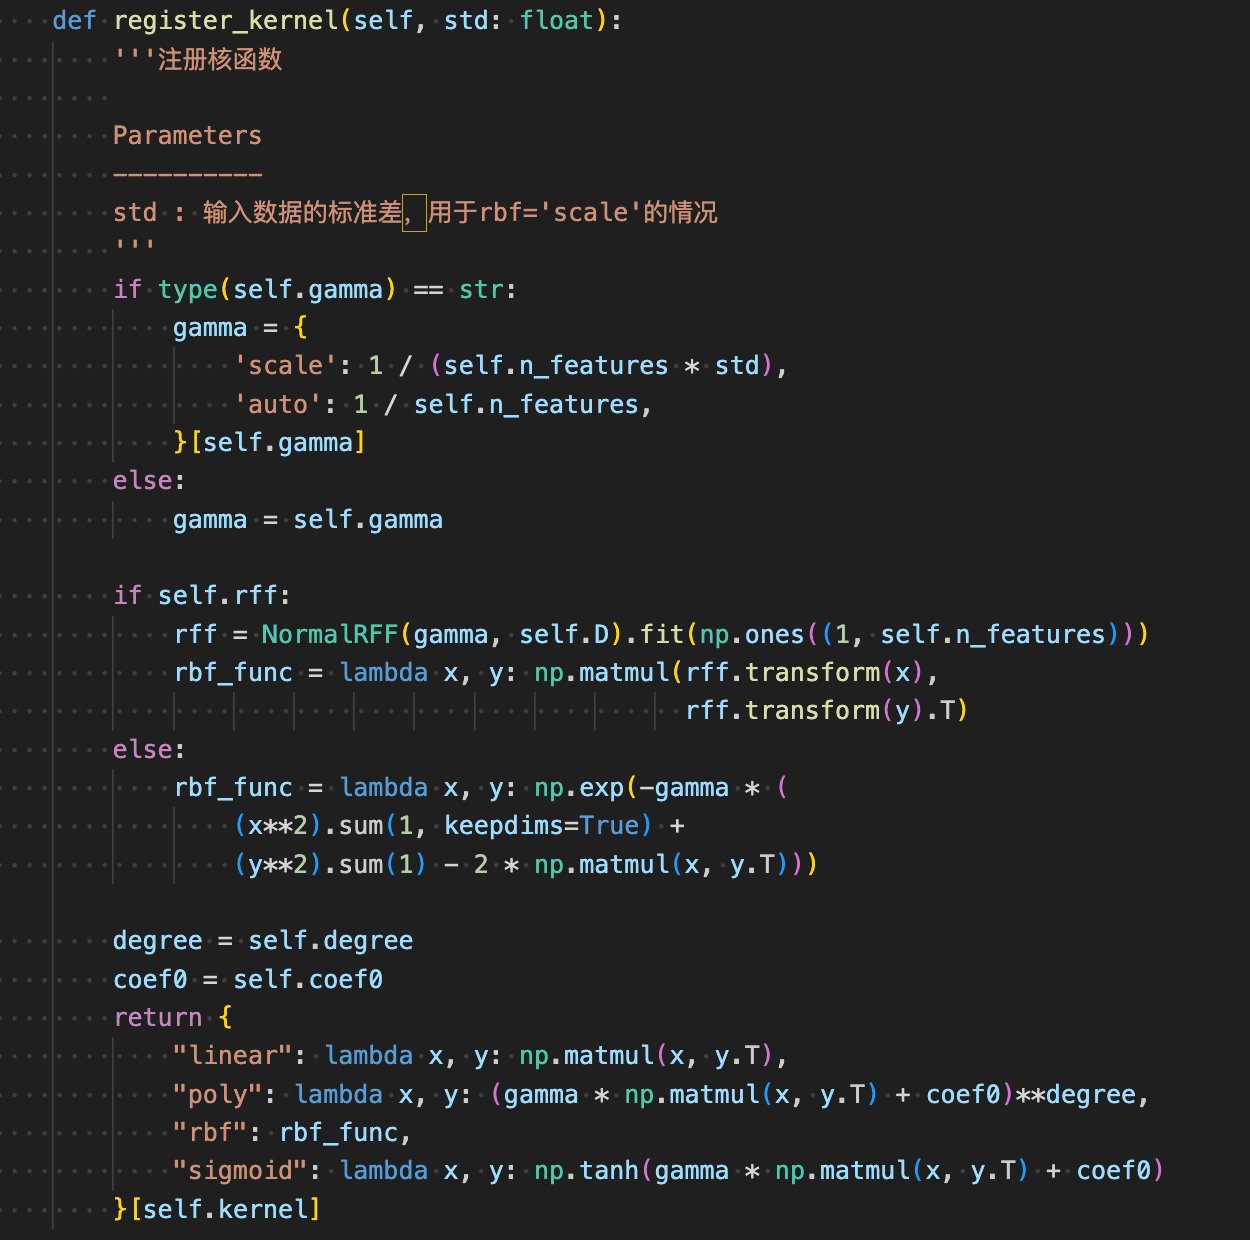 def register_kernel(self, std: float):
'''注册核函数
Parameters
----------
std : 输入数据的标准差，用于rbf='scale'的情况
'''
if type(self.gamma) == str:
gamma = {
'scale': 1 / (self.n_features * std),
'auto': 1 / self.n_features,
}[self.gamma]
else:
gamma = self.gamma
if self.rff:
rff = NormalRFF(gamma, self.D).fit(np.ones((1, self.n_features)))
rbf_func = lambda x, y: np.matmul(rff.transform(x),
rff.transform(y).T)
else:
rbf_func = lambda x, y: np.exp(-gamma * (
(x**2).sum(1, keepdims=True) +
(y**2).sum(1) - 2 * np.matmul(x, y.T)))
degree = self.degree
coef0 = self.coef0
return {
"linear": lambda x, y: np.matmul(x, y.T),
"poly": lambda x, y: (gamma * np.matmul(x, y.T) + coef0)**degree,
"rbf": rbf_func,
"sigmoid": lambda x, y: np.tanh(gamma * np.matmul(x, y.T) + coef0)
}[self.kernel]